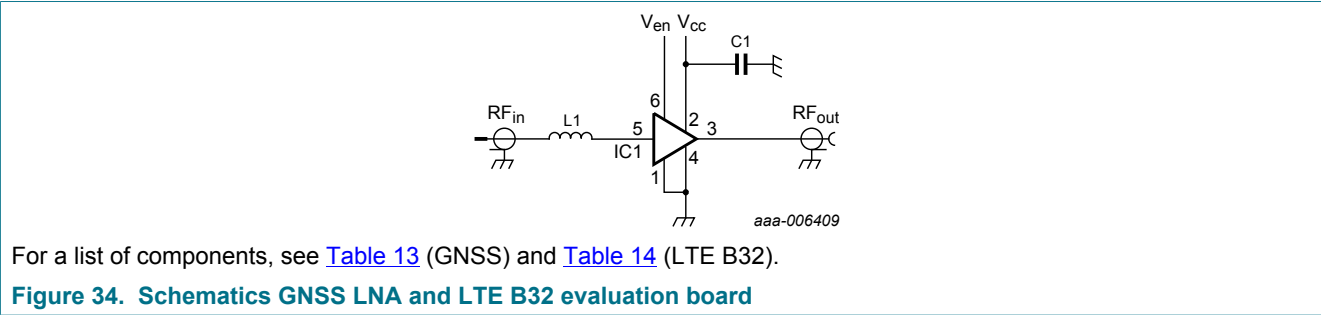 Ven Vcc
C1
6
RFin
L1
5
2
3
RFout
IC1
4
1
aaa-006409
For a list of components, see Table 13 (GNSS) and Table 14 (LTE B32).
Figure 34. Schematics GNSS LNA and LTE B32 evaluation board